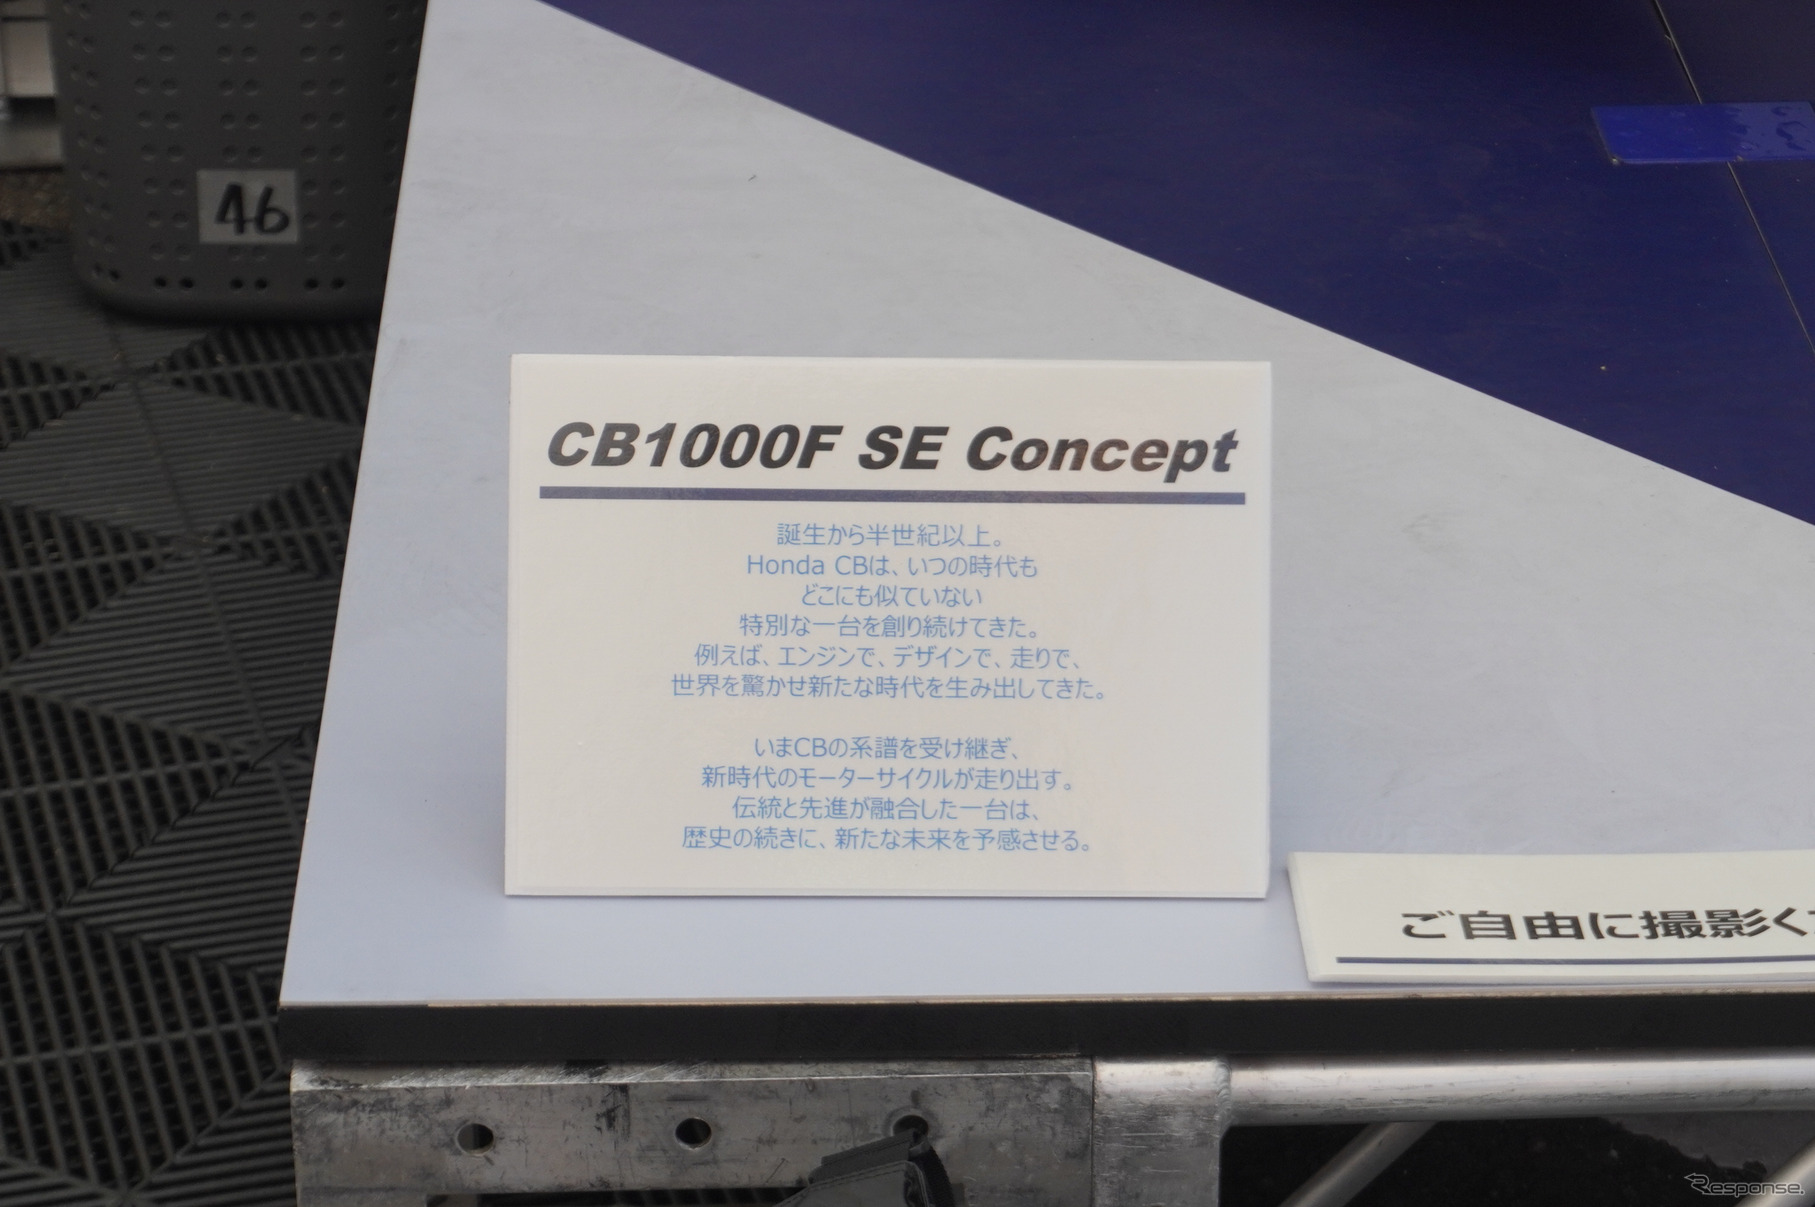 46
CB1000F SE Concept
誕生から半世紀以上。
Honda CBは、いつの時代も
どこにも似ていない
特別な一台を創り続けてきた。
例えば、エンジンで、デザインで、走りで、
世界を驚かせ新たな時代を生み出してきた。
いまCBの系譜を受け継ぎ、
新時代のモーターサイクルが走り出す。
伝統と先進が融合した一台は、
歴史の続きに、新たな未来を予感させる。
ご自由に撮影く
Response.